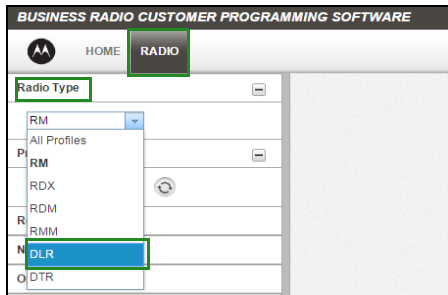 BUSINESS RADIO CUSTOMER PROGRAMMING SOFTWARE
HOME RADIO
Radio Type
RM
All Profiles
RM
RDX
RDM
RMM
DLR
DTR